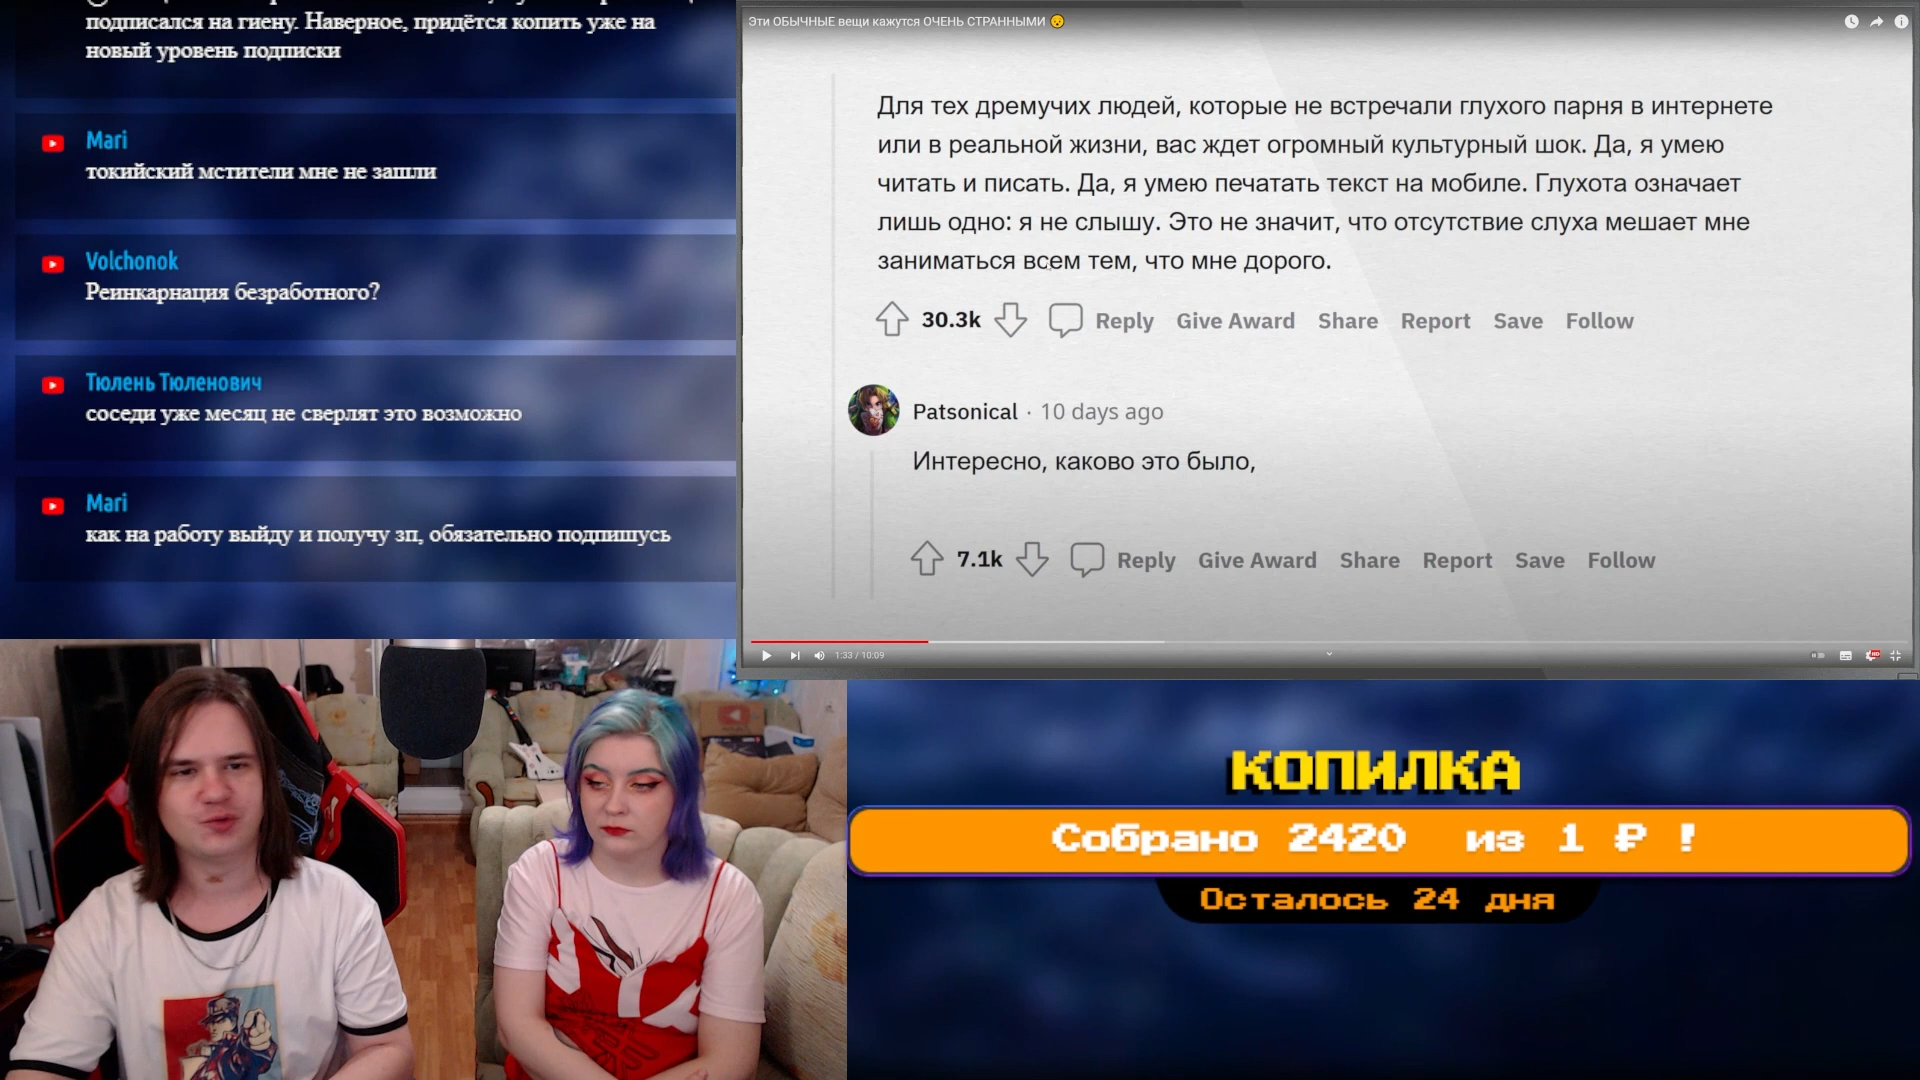 подписался на гиену. Наверное, придётся копить уже на
новый уровень подписки
Mari
токийский мстители мне не зашли
Volchonok
Реинкарнация безработного?
Тюлень Тюленович
соседи уже месяц не сверлят это возможно
Mari
как на работу выйду и получу зп, обязательно подпишусь
Эти ОБЫЧНЫЕ вещи кажутся ОЧЕНЬ СТРАННЫМИ 😯
Для тех дремучих людей, которые не встречали глухого парня в интернете
или в реальной жизни, вас ждет огромный культурный шок. Да, я умею
читать и писать. Да, я умею печатать текст на мобиле. Глухота означает
лишь одно: я не слышу. Это не значит, что отсутствие слуха мешает мне
заниматься всем тем, что мне дорого.
30.3k Reply Give Award Share Report Save Follow
Patsonical · 10 days ago
Интересно, каково это было,
7.1k Reply Give Award Share Report Save Follow
1:33 / 10:09
КОПИЛКА
Собрано 2420 из 1 ₽ !
Осталось 24 дня